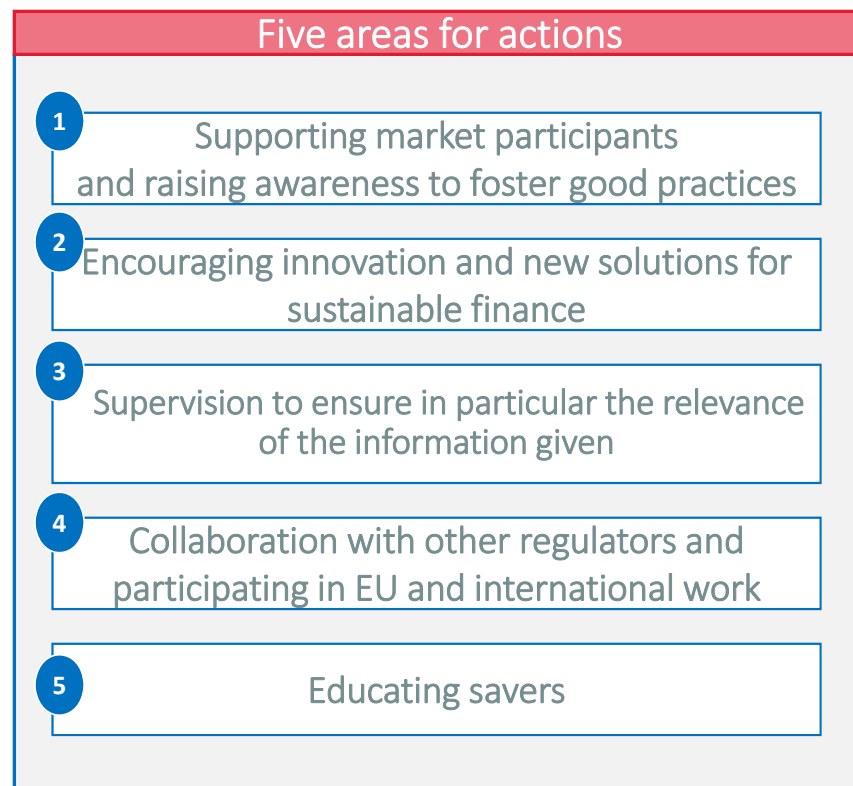 Five areas for actions
1
Supporting market participants
and raising awareness to foster good practices
2
Encouraging innovation and new solutions for
sustainable finance
3
Supervision to ensure in particular the relevance
of the information given
4
Collaboration with other regulators and
participating in EU and international work
5
Educating savers